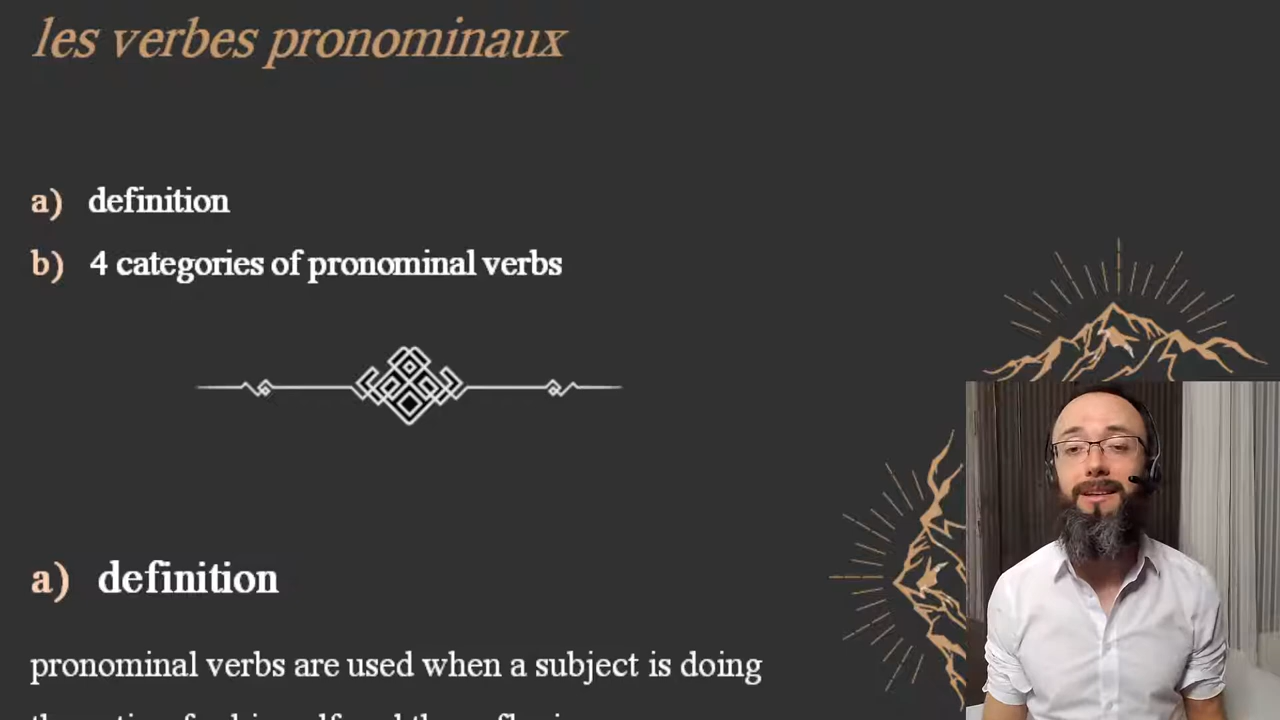 les verbes pronominaux
a) definition
b) 4 categories of pronominal verbs
a) definition
pronominal verbs are used when a subject is doing